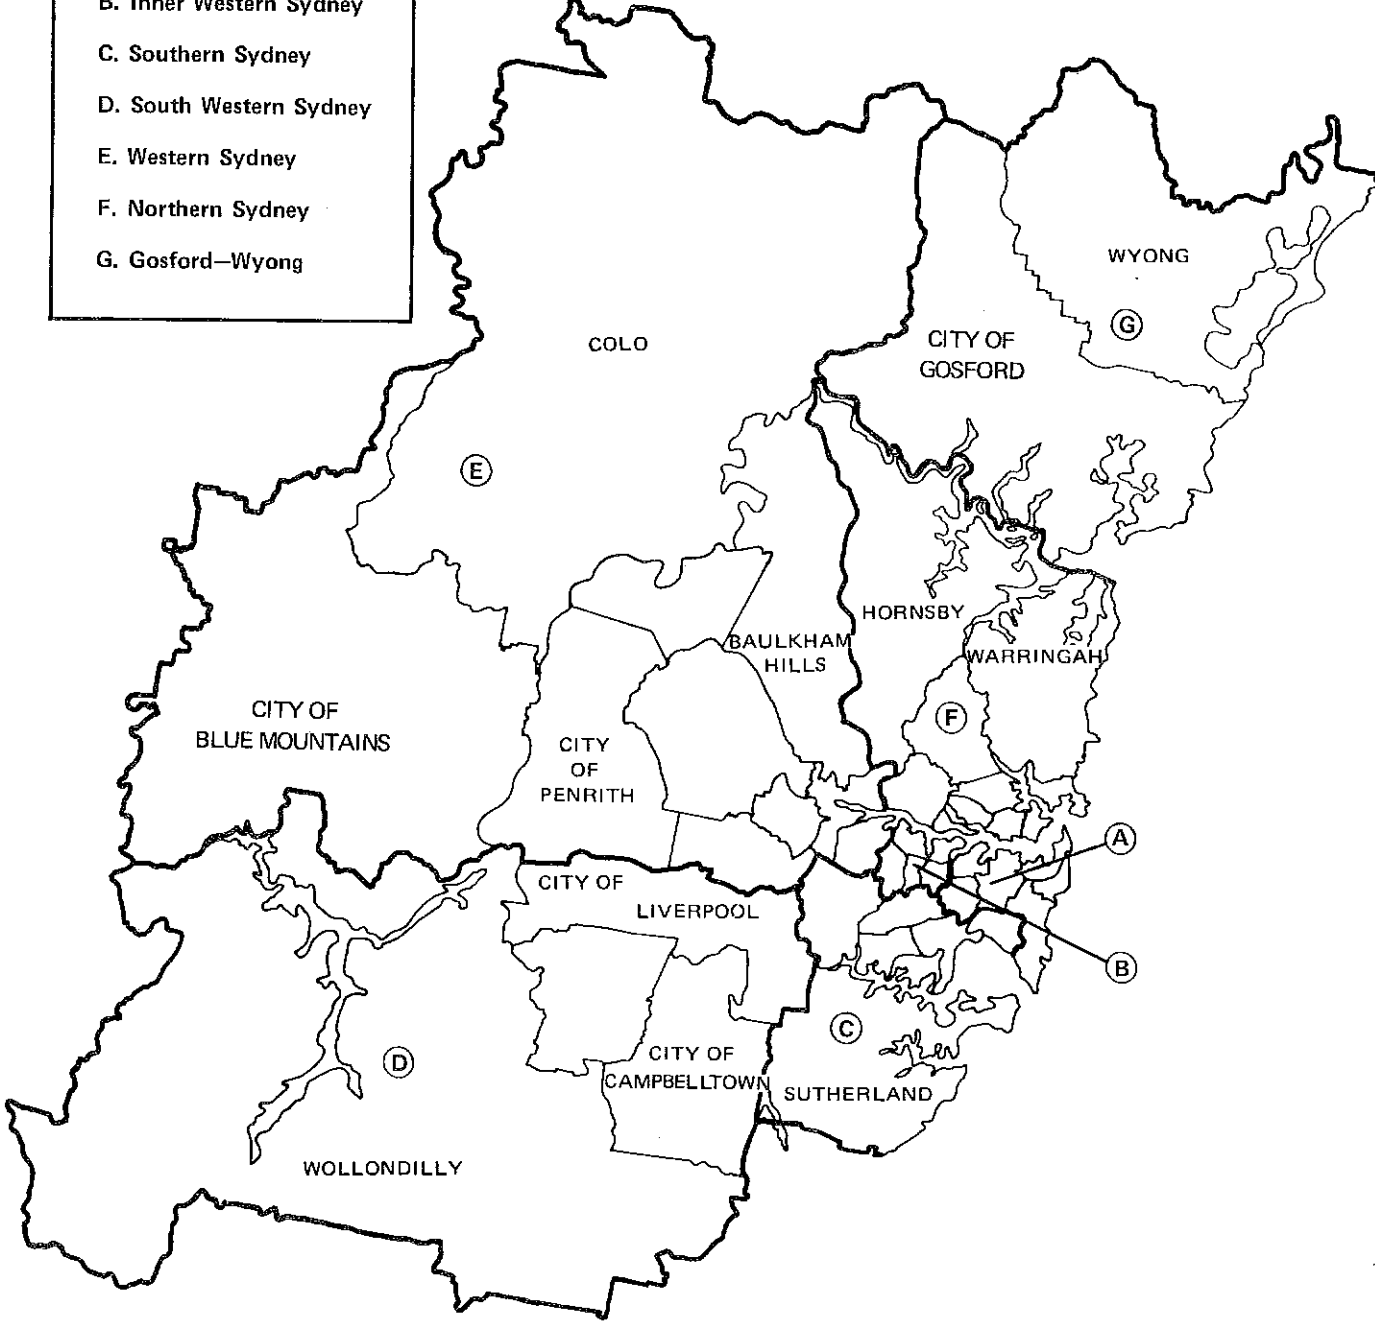 B. Inner Western Sydney
C. Southern Sydney
D. South Western Sydney
E. Western Sydney
F. Northern Sydney
G. Gosford—Wyong
WYONG
G
COLO
CITY OF
GOSFORD
E
HORNSBY
BAULKHAM
HILLS
WARRINGAH
CITY OF
BLUE MOUNTAINS
F
CITY
OF
PENRITH
A
CITY OF
LIVERPOOL
B
C
D
CITY OF
CAMPBELLTOWN
SUTHERLAND
WOLLONDILLY